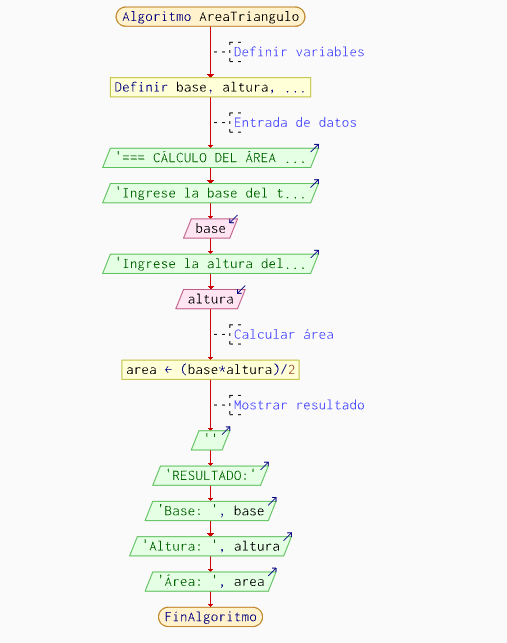 Algoritmo AreaTriangulo
Definir variables
Definir base, altura, ...
Entrada de datos
'=== CÁLCULO DEL ÁREA ...
'Ingrese la base del t...
base
'Ingrese la altura del...
altura
Calcular área
area ← (base*altura)/2
Mostrar resultado
''
'RESULTADO:'
'Base: ', base
'Altura: ', altura
'Área: ', area
FinAlgoritmo